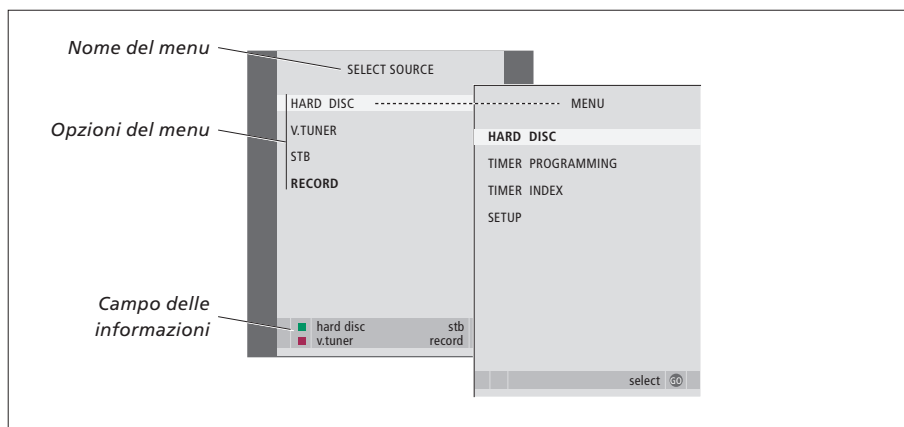 Nome del menu
SELECT SOURCE
HARD DISC
MENU
Opzioni del menu
V.TUNER
STB
RECORD
HARD DISC
TIMER PROGRAMMING
TIMER INDEX
SETUP
Campo delle
informazioni
hard disc stb
v.tuner record
select GO